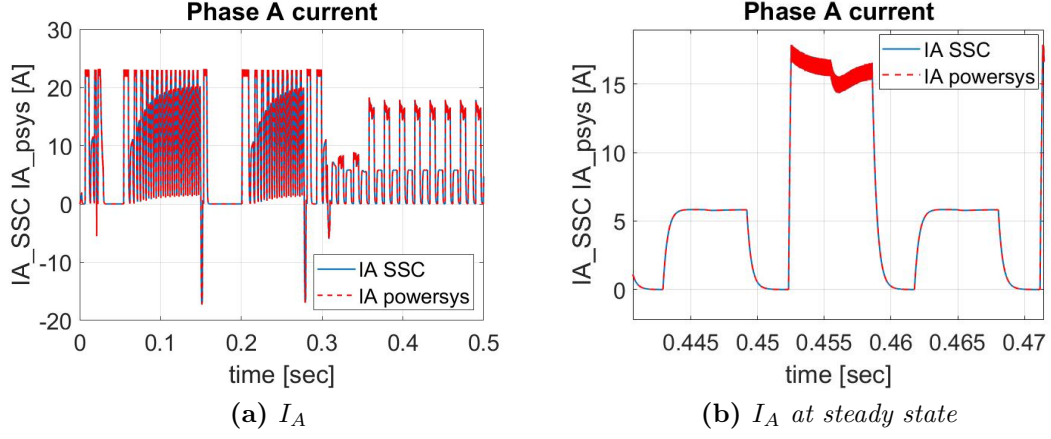 Phase A current
IA_SSC IA_psys [A]
30
20
10
0
-10
-20
IA SSC
IA powersys
0
0.1
0.2
0.3
0.4
0.5
time [sec]
(a) I_A
Phase A current
IA_SSC IA_psys [A]
15
10
5
0
IA SSC
IA powersys
0.445
0.45
0.455
0.46
0.465
0.47
time [sec]
(b) I_A at steady state